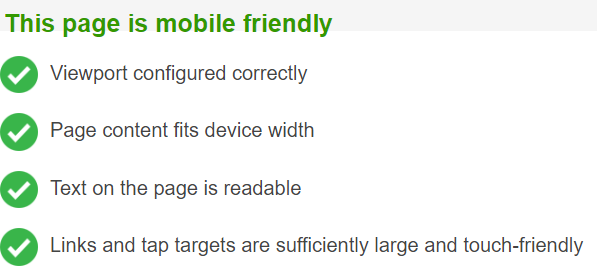 This page is mobile friendly
Viewport configured correctly
Page content fits device width
Text on the page is readable
Links and tap targets are sufficiently large and touch-friendly